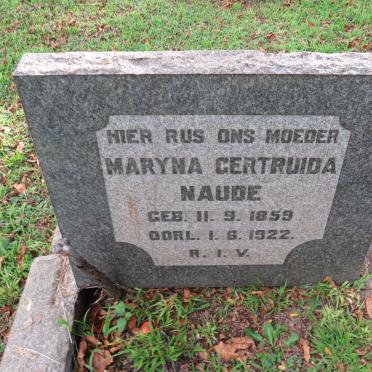 HIER RUS ONS MOEDER
MARYNA GERTRUIDA
NAUDE
GEB. 11. 9. 1859
OORL. 1. 6. 1922.
R. I. V.